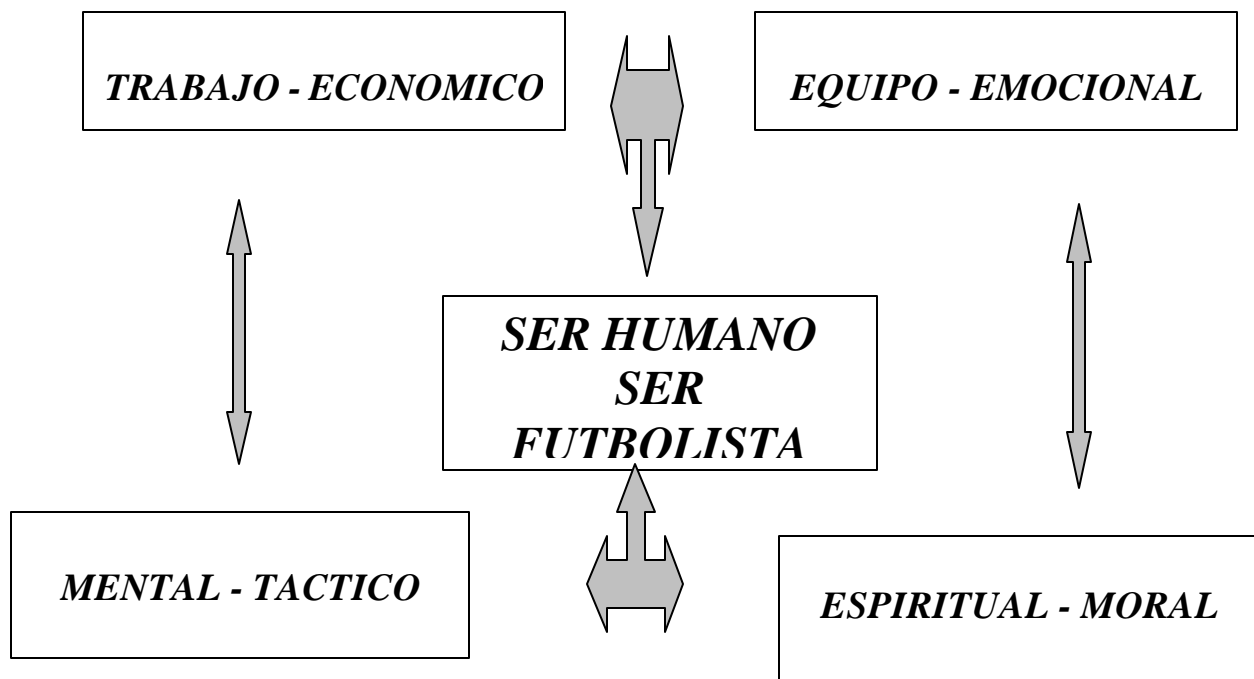 TRABAJO - ECONOMICO
EQUIPO - EMOCIONAL
SER HUMANO
SER
FUTBOLISTA
MENTAL - TACTICO
ESPIRITUAL - MORAL